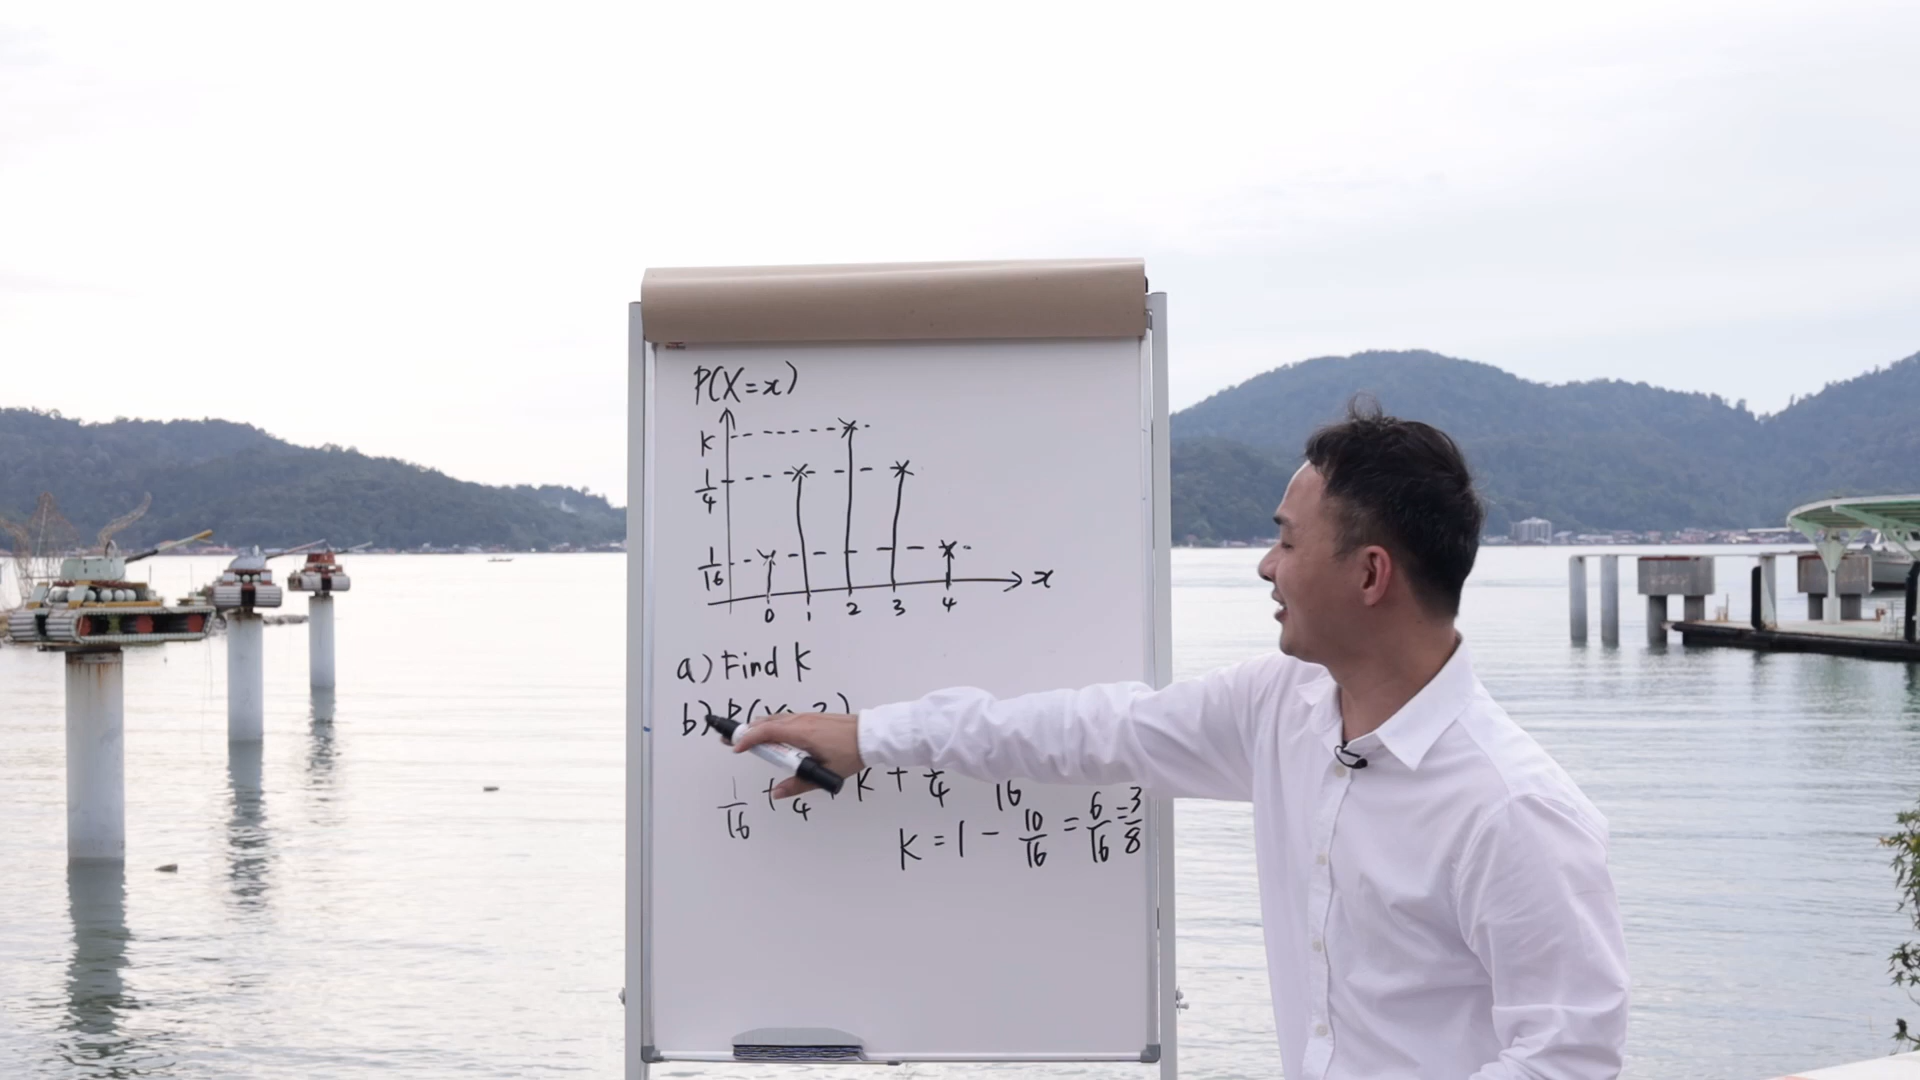 P(X=x)
K
1/4
1/16
x
0 1 2 3 4
a) Find K
b)
1/16 + 1/4 + K + 1/4 16
K = 1 - 10/16 = 6/16 = 3/8